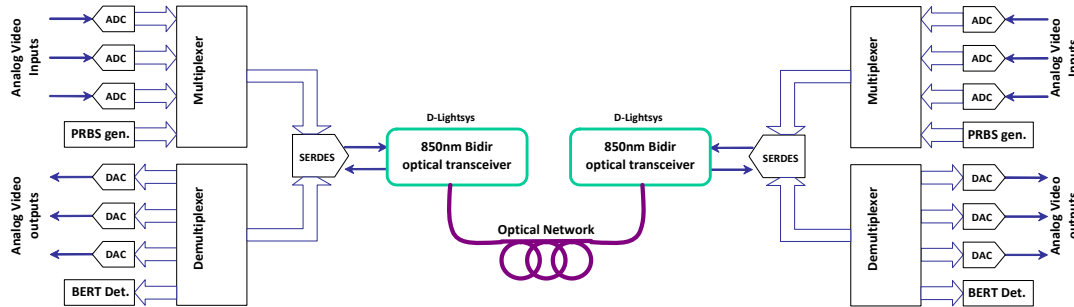 Analog Video
Inputs
ADC
ADC
ADC
PRBS gen.
Multiplexer
Analog Video
outputs
DAC
DAC
DAC
BERT Det.
Demultiplexer
SERDES
D-Lightsys
850nm Bidir
optical transceiver
Optical Network
D-Lightsys
850nm Bidir
optical transceiver
SERDES
Multiplexer
ADC
ADC
ADC
PRBS gen.
Analog Video
Inputs
Demultiplexer
DAC
DAC
DAC
BERT Det.
Analog Video
outputs